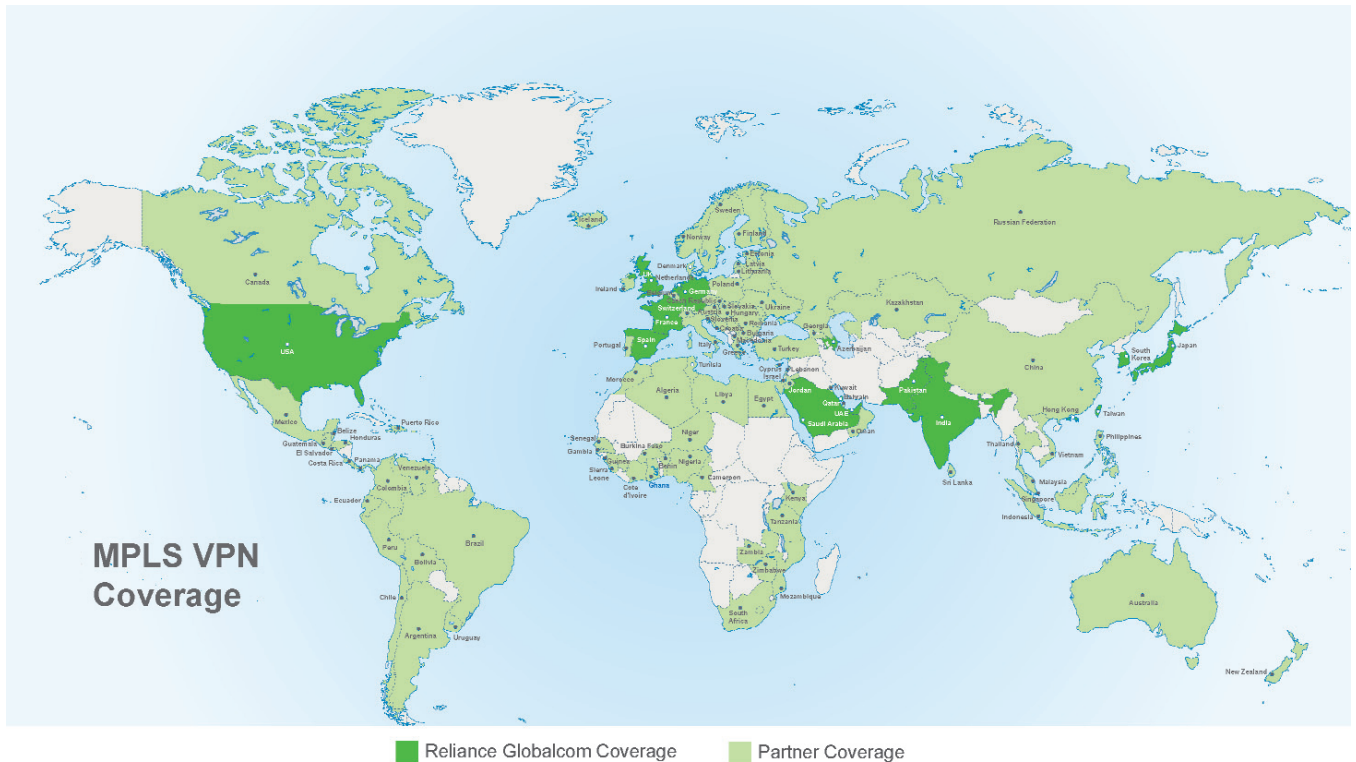 Iceland
Sweden
Finland
Norway
Russian Federation
Estonia
Latvia
Lithuania
Denmark
UK
Netherland
Ireland
Germany
Poland
Canada
Switzerland
France
Slovakia
Hungary
Ukraine
Kazakhstan
Slovenia
Croatia
Romania
Bulgaria
Macedonia
Georgia
Azerbaijan
USA
Portugal
Spain
Italy
Greece
Turkey
South
Korea
Japan
China
Tunisia
Cyprus
Israel
Lebanon
Morocco
Algeria
Libya
Egypt
Jordan
Kuwait
Bahrain
Qatar
UAE
Saudi Arabia
Oman
Pakistan
India
Hong Kong
Taiwan
Mexico
Belize
Honduras
Puerto Rico
Guatemala
El Salvador
Costa Rica
Panama
Venezuela
Colombia
Ecuador
Senegal
Gambia
Guinea
Sierra
Leone
Burkina Faso
Niger
Benin
Nigeria
Cote
d'Ivoire
Ghana
Cameroon
Kenya
Tanzania
Sri Lanka
Thailand
Vietnam
Philippines
Malaysia
Singapore
Indonesia
MPLS VPN
Coverage
Peru
Brazil
Bolivia
Chile
Argentina
Uruguay
Zambia
Zimbabwe
Mozambique
South
Africa
Australia
New Zealand
Reliance Globalcom Coverage
Partner Coverage